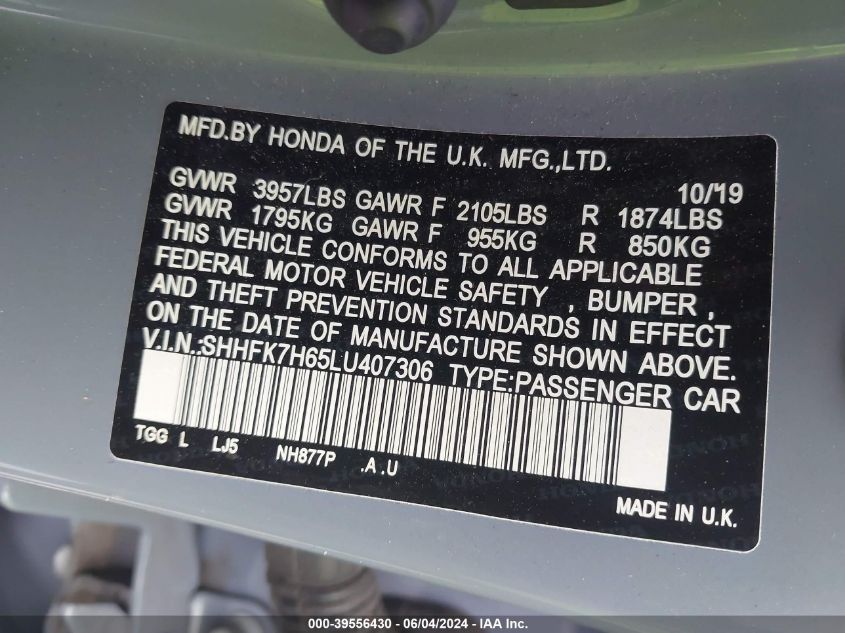 MFD.BY HONDA OF THE U.K. MFG.,LTD.
10/'19
GVWR 3957LBS GAWR F 2105LBS R 1874LBS
GVWR 1795KG GAWR F 955KG R 850KG
THIS VEHICLE CONFORMS TO ALL APPLICABLE
FEDERAL MOTOR VEHICLE SAFETY , BUMPER ,
AND THEFT PREVENTION STANDARDS IN EFFECT
ON THE DATE OF MANUFACTURE SHOWN ABOVE.
V.I.N.:SHHFK7H65LU407306 TYPE:PASSENGER CAR
TGG L LJ5 NH877P .A .U
MADE IN U.K.
000-39556430 - 06/04/2024 - IAA Inc.